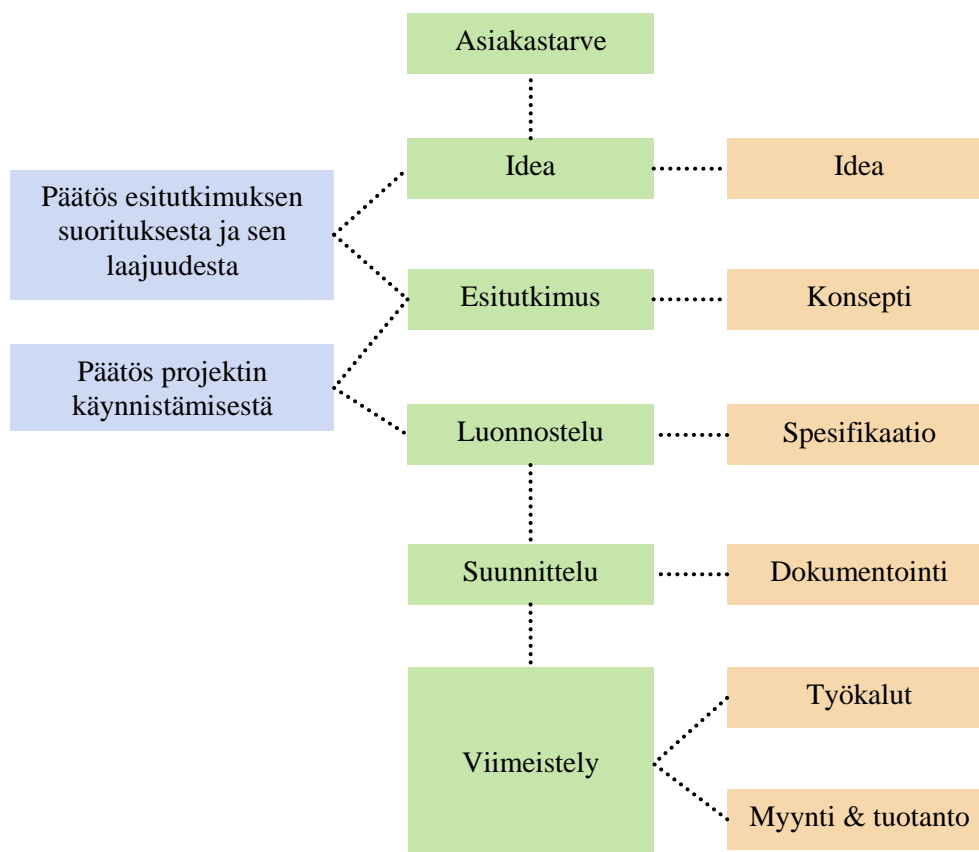 Asiakastarve
Idea
Idea
Päätös esitutkimuksen
suorituksesta ja sen
laajuudesta
Esitutkimus
Konsepti
Päätös projektin
käynnistämisestä
Luonnostelu
Spesifikaatio
Suunnittelu
Dokumentointi
Työkalut
Viimeistely
Myynti & tuotanto